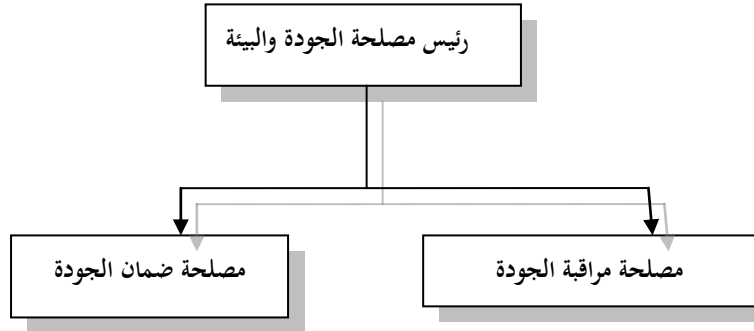 رئيس مصلحة الجودة والبيئة
مصلحة مراقبة الجودة
مصلحة ضمان الجودة